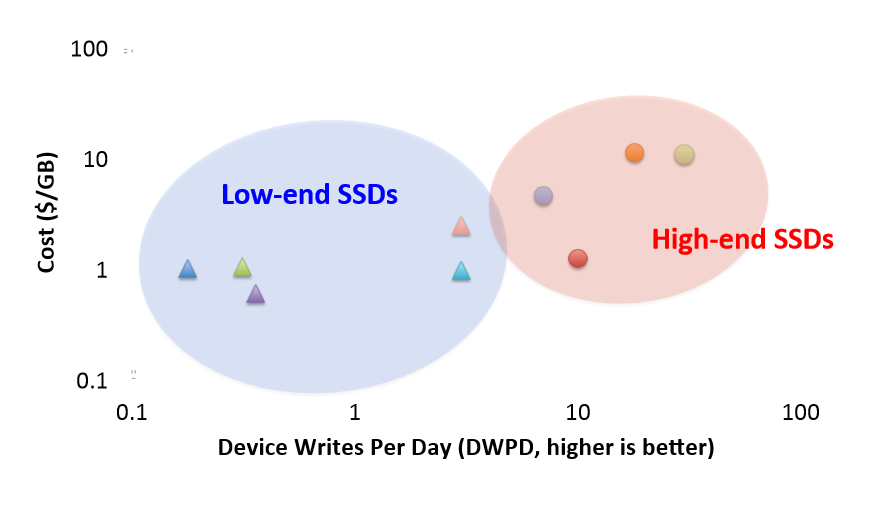 100
10
1
0.1
Cost ($/GB)
Low-end SSDs
High-end SSDs
0.1 1 10 100
Device Writes Per Day (DWPD, higher is better)